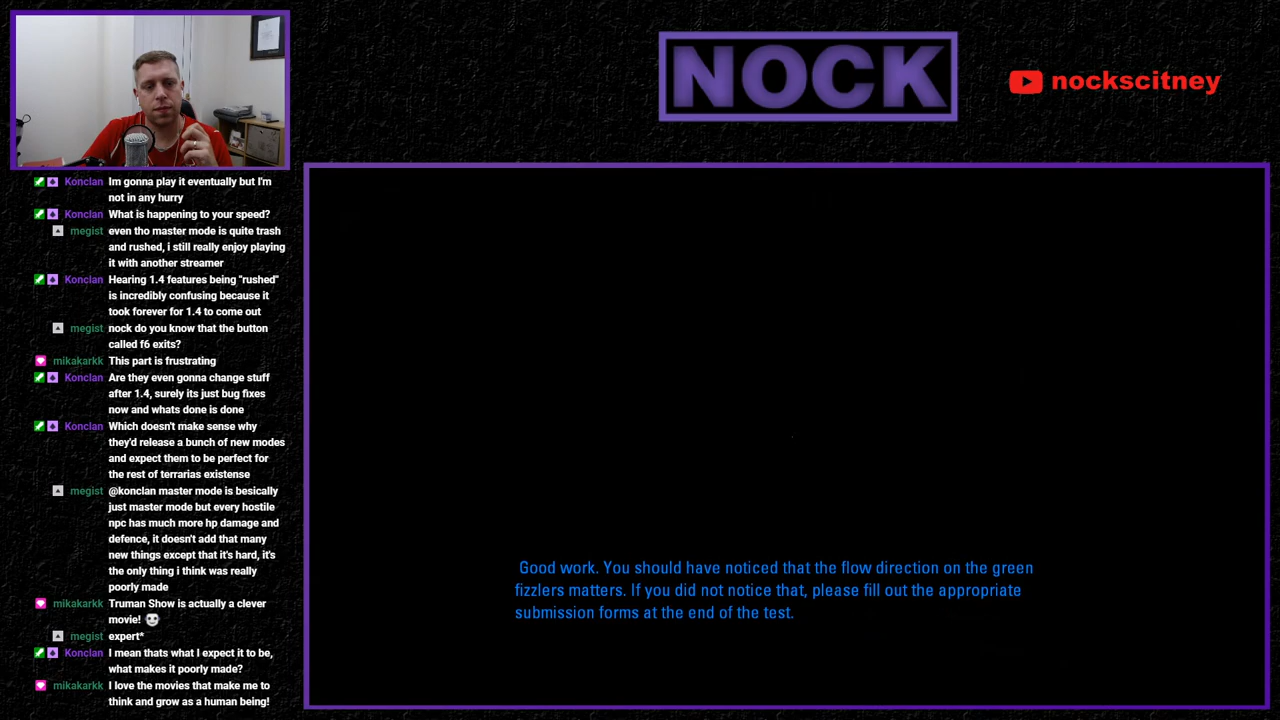 NOCK
nockscitney
Konclan Im gonna play it eventually but I'm
not in any hurry
Konclan What is happening to your speed?
megist even tho master mode is quite trash
and rushed, i still really enjoy playing
it with another streamer
Konclan Hearing 1.4 features being "rushed"
is incredibly confusing because it
took forever for 1.4 to come out
megist nock do you know that the button
called f6 exits?
mikakarkk This part is frustrating
Konclan Are they even gonna change stuff
after 1.4, surely its just bug fixes
now and whats done is done
Konclan Which doesn't make sense why
they'd release a bunch of new modes
and expect them to be perfect for
the rest of terrarias existense
megist @konclan master mode is besically
just master mode but every hostile
npc has much more hp damage and
defence, it doesn't add that many
new things except that it's hard, it's
the only thing i think was really
poorly made
mikakarkk Truman Show is actually a clever
movie!
megist expert*
Konclan I mean thats what I expect it to be,
what makes it poorly made?
mikakarkk I love the movies that make me to
think and grow as a human being!
Good work. You should have noticed that the flow direction on the green
fizzlers matters. If you did not notice that, please fill out the appropriate
submission forms at the end of the test.